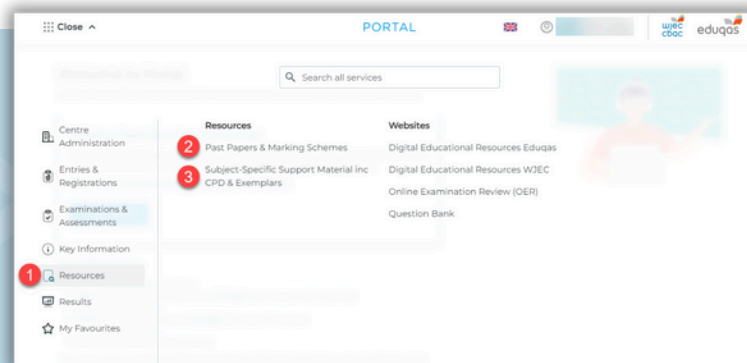 Close
PORTAL
wjec
cbac
eduqas
Search all services
Centre
Administration
Entries &
Registrations
Examinations &
Assessments
Key Information
1
Resources
Results
My Favourites
Resources
2
Past Papers & Marking Schemes
3
Subject-Specific Support Material inc
CPD & Exemplars
Websites
Digital Educational Resources Eduqas
Digital Educational Resources WJEC
Online Examination Review (OER)
Question Bank